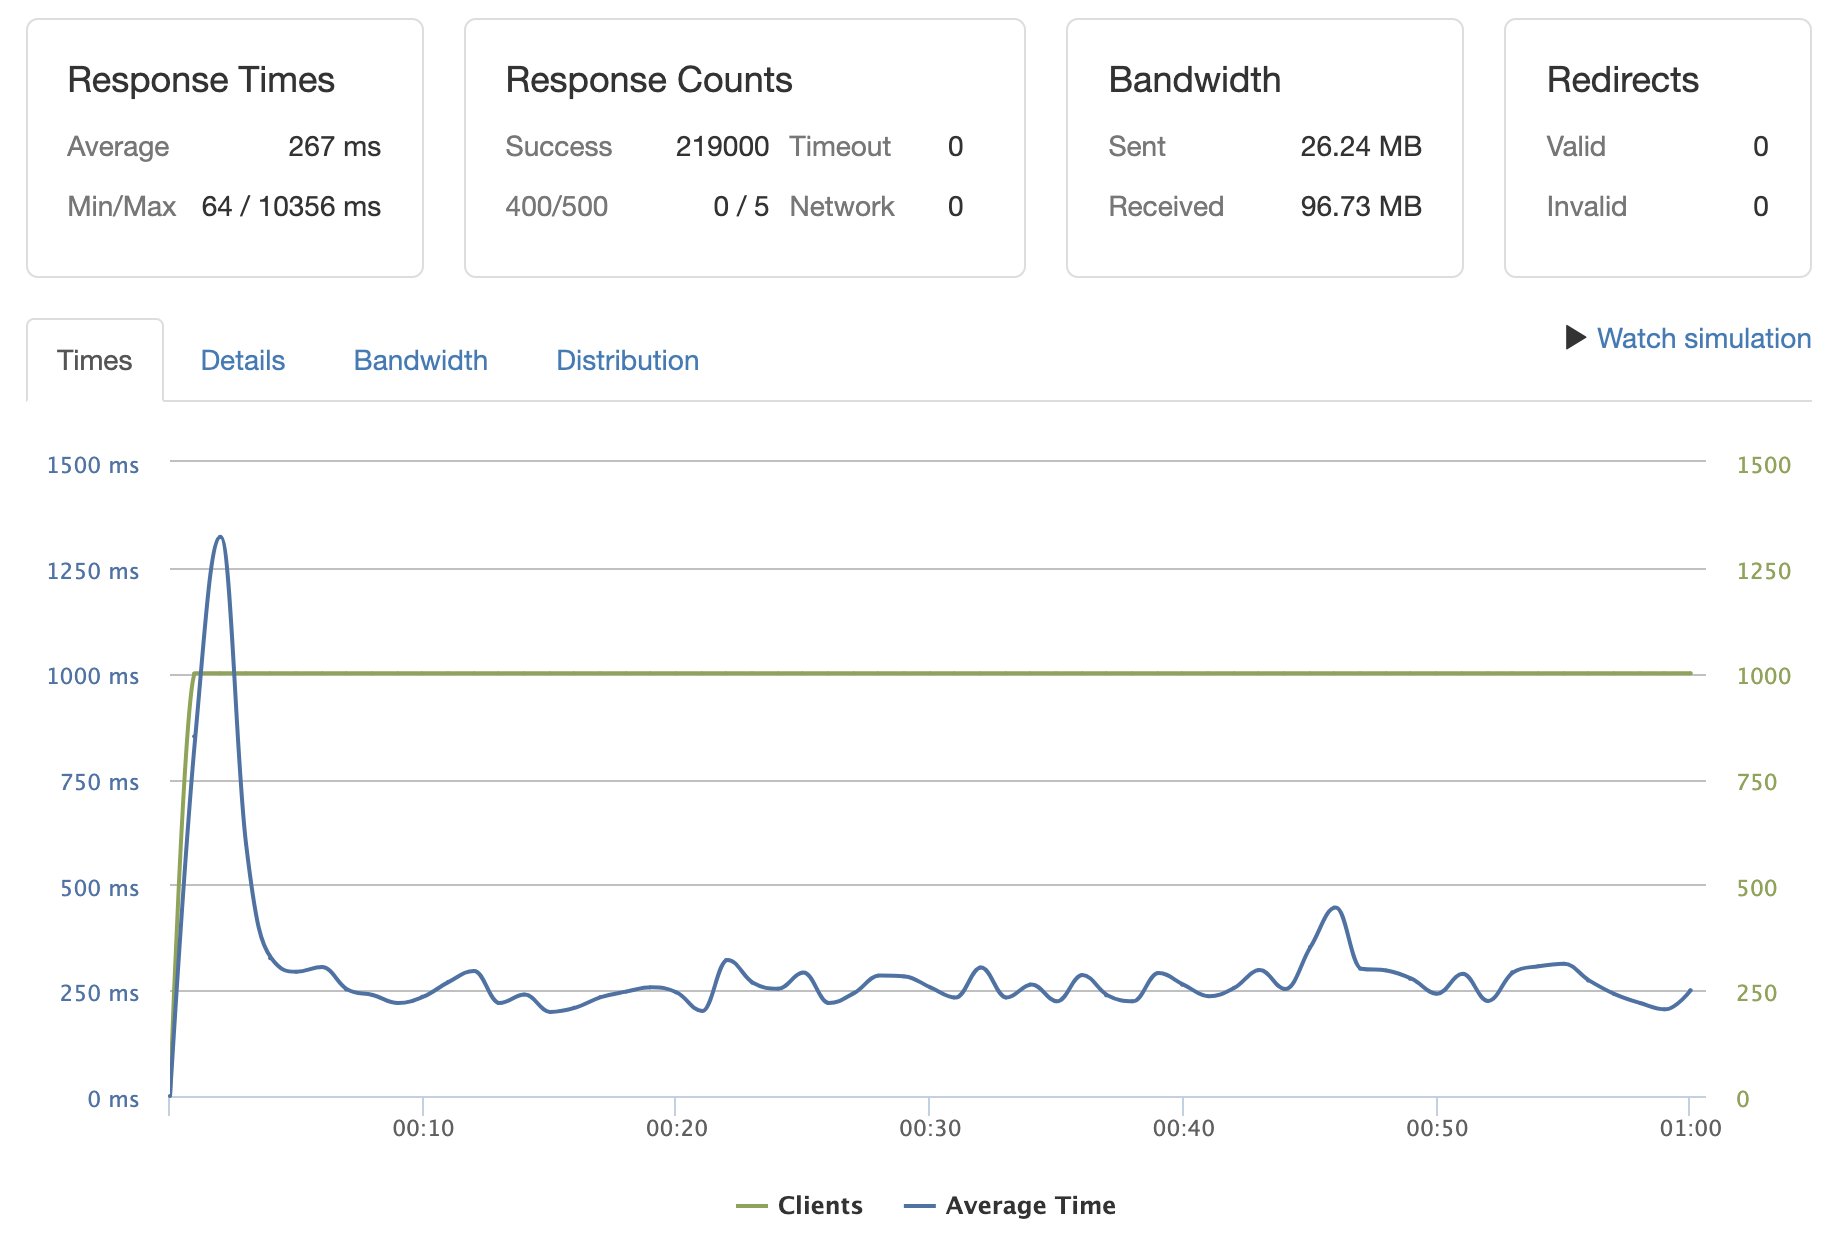 Response Times
Average 267 ms
Min/Max 64 / 10356 ms
Response Counts
Success 219000 Timeout 0
400/500 0 / 5 Network 0
Bandwidth
Sent 26.24 MB
Received 96.73 MB
Redirects
Valid 0
Invalid 0
Times Details Bandwidth Distribution
Watch simulation
1500 ms 1500
1250 ms 1250
1000 ms 1000
750 ms 750
500 ms 500
250 ms 250
0 ms 0
00:10 00:20 00:30 00:40 00:50 01:00
Clients Average Time